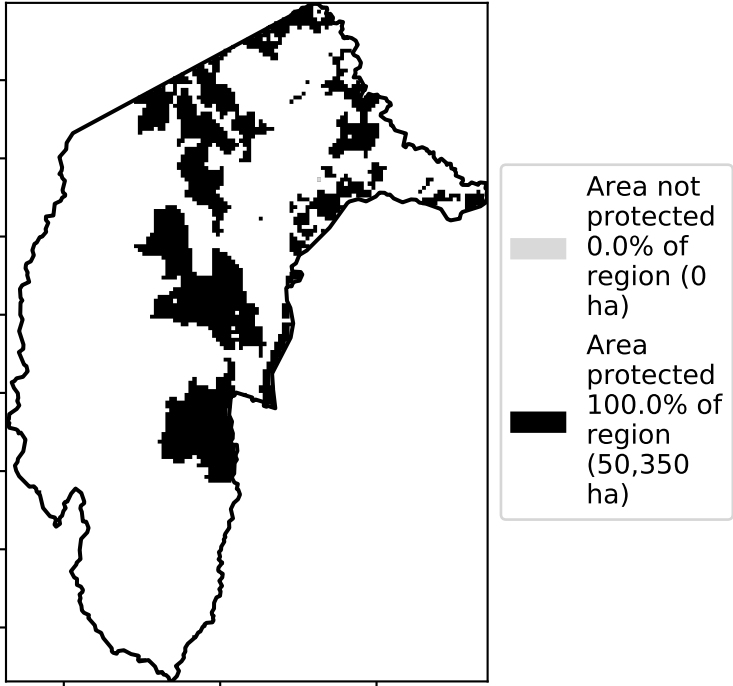 Area not
protected
0.0% of
region (0
ha)
Area
protected
100.0% of
region
(50,350
ha)